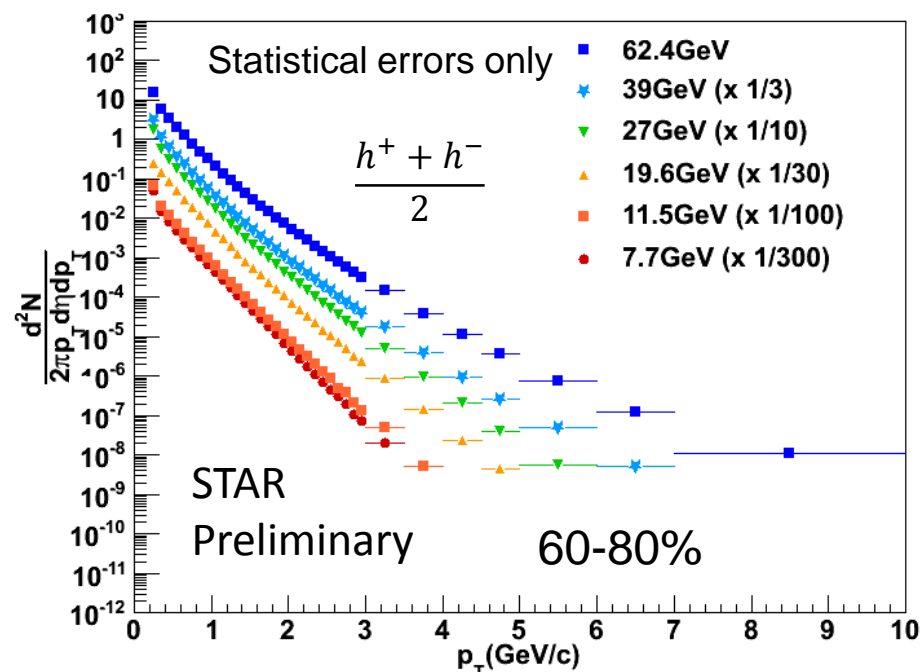 Statistical errors only
62.4GeV
39GeV (x 1/3)
27GeV (x 1/10)
19.6GeV (x 1/30)
11.5GeV (x 1/100)
7.7GeV (x 1/300)
h⁺ + h⁻
2
10³
10²
10
1
10⁻¹
10⁻²
10⁻³
10⁻⁴
10⁻⁵
10⁻⁶
10⁻⁷
10⁻⁸
10⁻⁹
10⁻¹⁰
10⁻¹¹
10⁻¹²
d²N
2πp_T dηdp_T
STAR
Preliminary
60-80%
0 1 2 3 4 5 6 7 8 9 10
p_T(GeV/c)